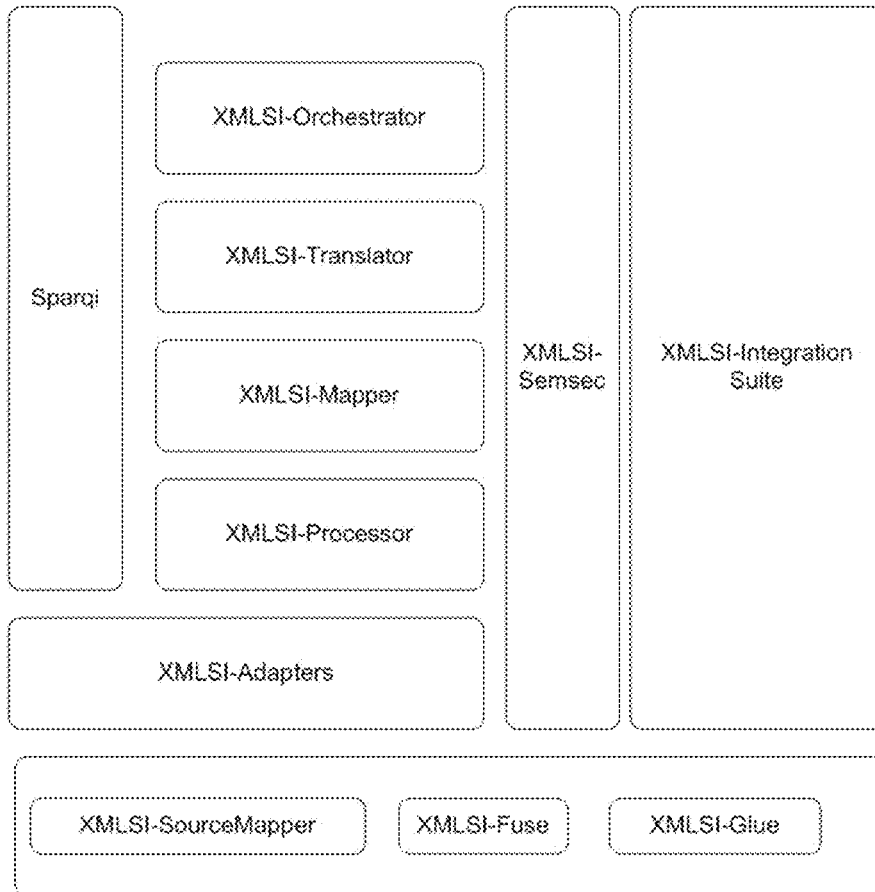 XMLSI-Orchestrator
XMLSI-Translator
Sparqi
XMLSI-
Semsec
XMLSI-Integration
Suite
XMLSI-Mapper
XMLSI-Processor
XMLSI-Adapters
XMLSI-SourceMapper
XMLSI-Fuse
XMLSI-Glue